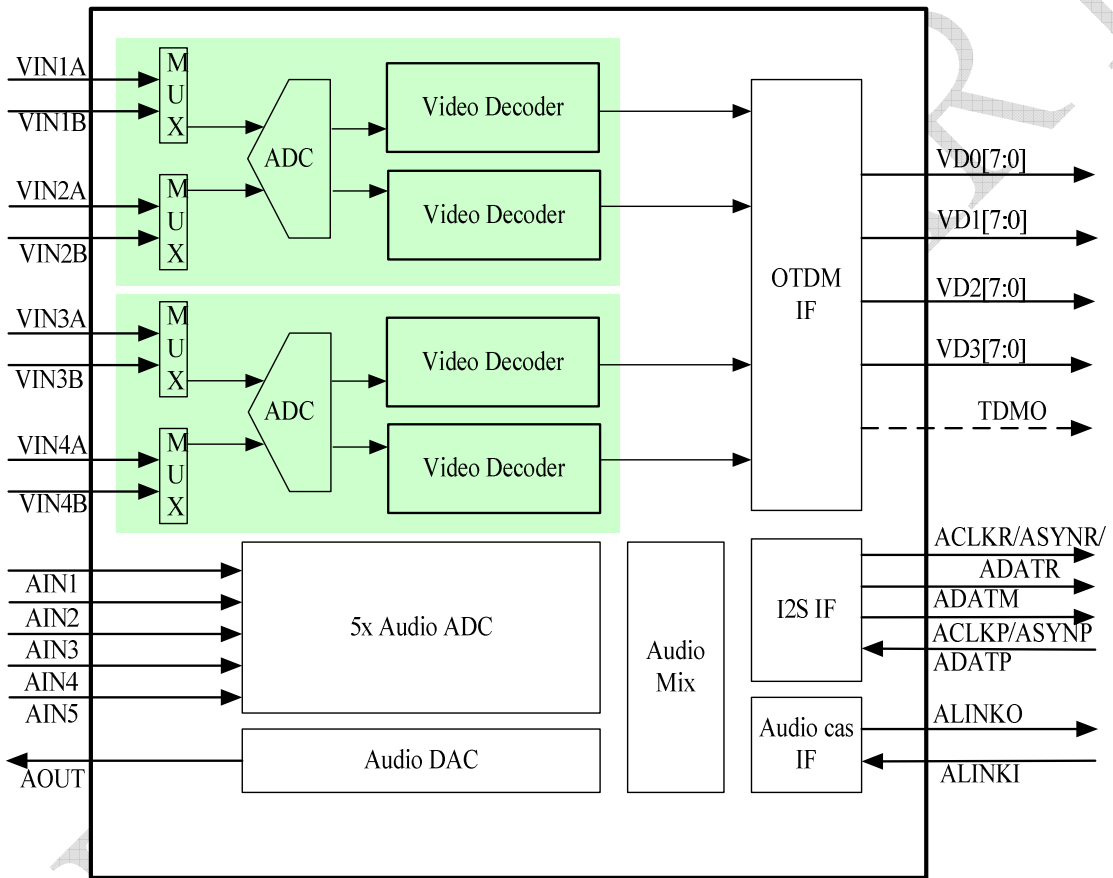 VIN1A
VIN1B
M
U
X
ADC
Video Decoder
VIN2A
VIN2B
M
U
X
Video Decoder
VIN3A
VIN3B
M
U
X
ADC
Video Decoder
VIN4A
VIN4B
M
U
X
Video Decoder
OTDM
IF
VD0[7:0]
VD1[7:0]
VD2[7:0]
VD3[7:0]
TDMO
AIN1
AIN2
AIN3
AIN4
AIN5
5x Audio ADC
AOUT
Audio DAC
Audio
Mix
I2S IF
ACLKR/ASYNR/
ADATR
ADATM
ACLKP/ASYNP
ADATP
Audio cas
IF
ALINKO
ALINKI